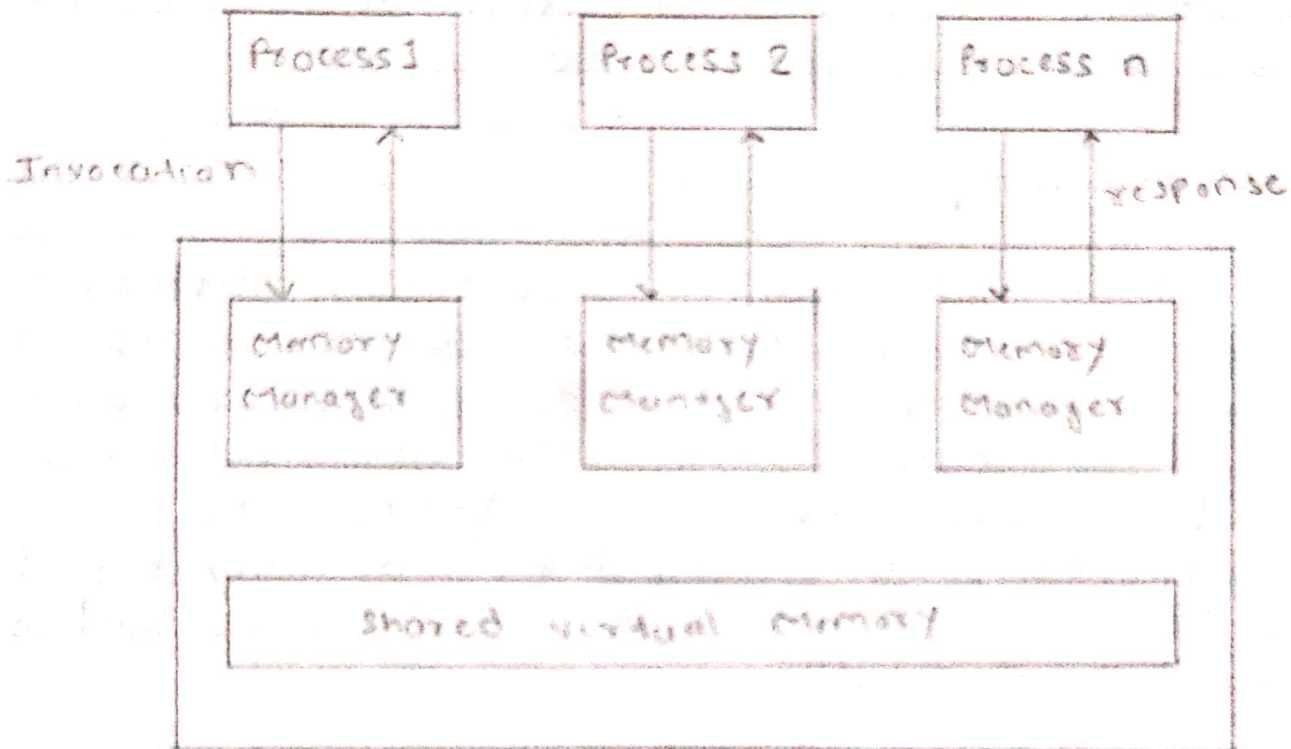 Process 1
Process 2
Process n
Invocation
response
Memory
Manager
Memory
Manager
Memory
Manager
Shared virtual memory